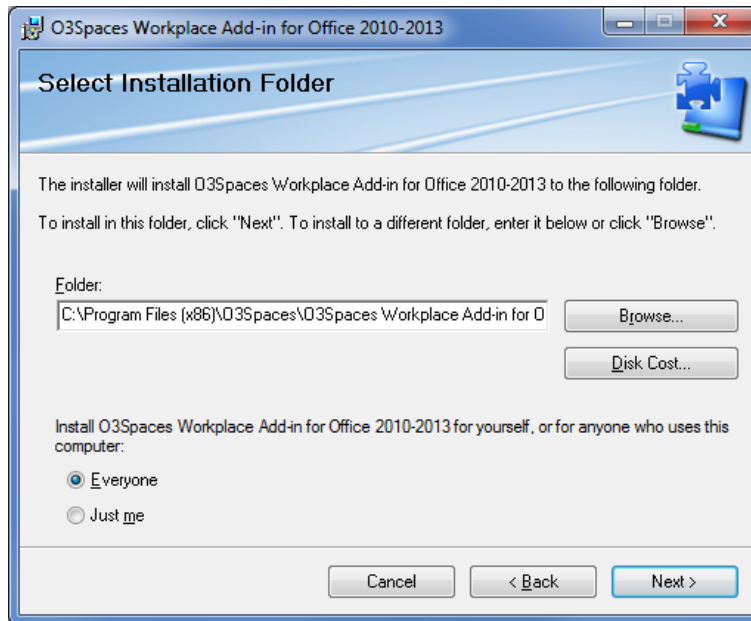 O3Spaces Workplace Add-in for Office 2010-2013
Select Installation Folder
The installer will install O3Spaces Workplace Add-in for Office 2010-2013 to the following folder.
To install in this folder, click "Next". To install to a different folder, enter it below or click "Browse".
Folder:
C:\Program Files (x86)\O3Spaces\O3Spaces Workplace Add-in for O
Browse...
Disk Cost...
Install O3Spaces Workplace Add-in for Office 2010-2013 for yourself, or for anyone who uses this
computer:
Everyone
Just me
Cancel
< Back
Next >